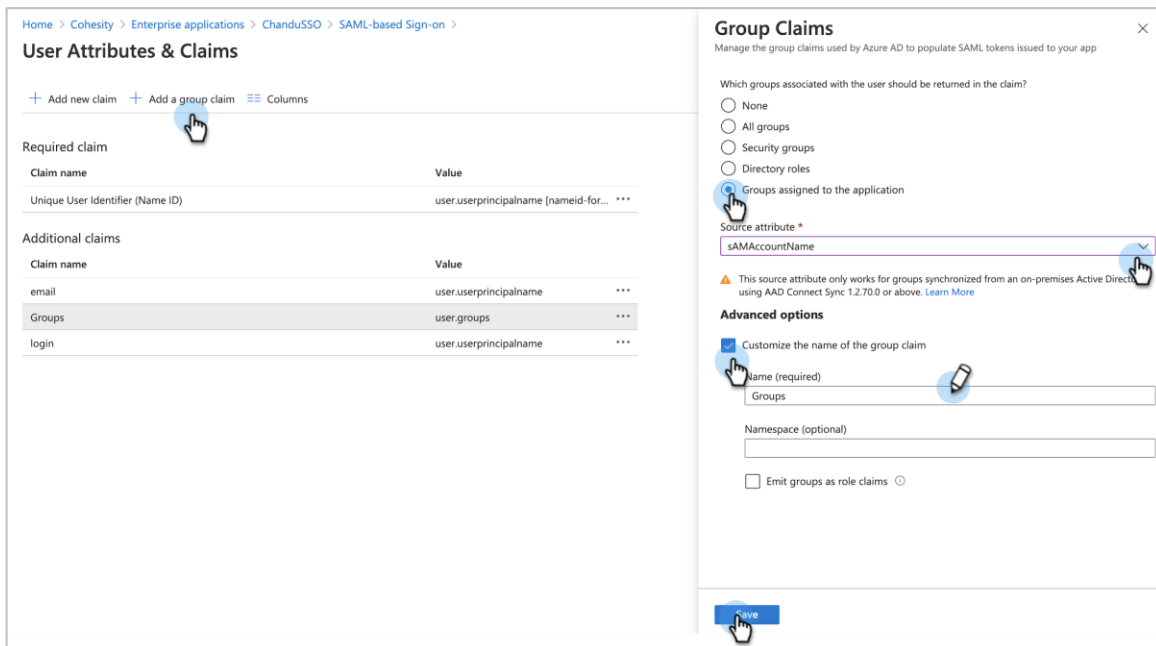 Home > Cohesity > Enterprise applications > ChanduSSO > SAML-based Sign-on >
User Attributes & Claims
Add new claim Add a group claim Columns
Required claim
Claim name Value
Unique User Identifier (Name ID) user.userprincipalname [nameid-for... ...
Additional claims
Claim name Value
email user.userprincipalname ...
Groups user.groups ...
login user.userprincipalname ...
Group Claims
Manage the group claims used by Azure AD to populate SAML tokens issued to your app
Which groups associated with the user should be returned in the claim?
None
All groups
Security groups
Directory roles
Groups assigned to the application
Source attribute *
sAMAccountName
This source attribute only works for groups synchronized from an on-premises Active Directo
using AAD Connect Sync 1.2.70.0 or above. Learn More
Advanced options
Customize the name of the group claim
Name (required)
Groups
Namespace (optional)
Emit groups as role claims
Save